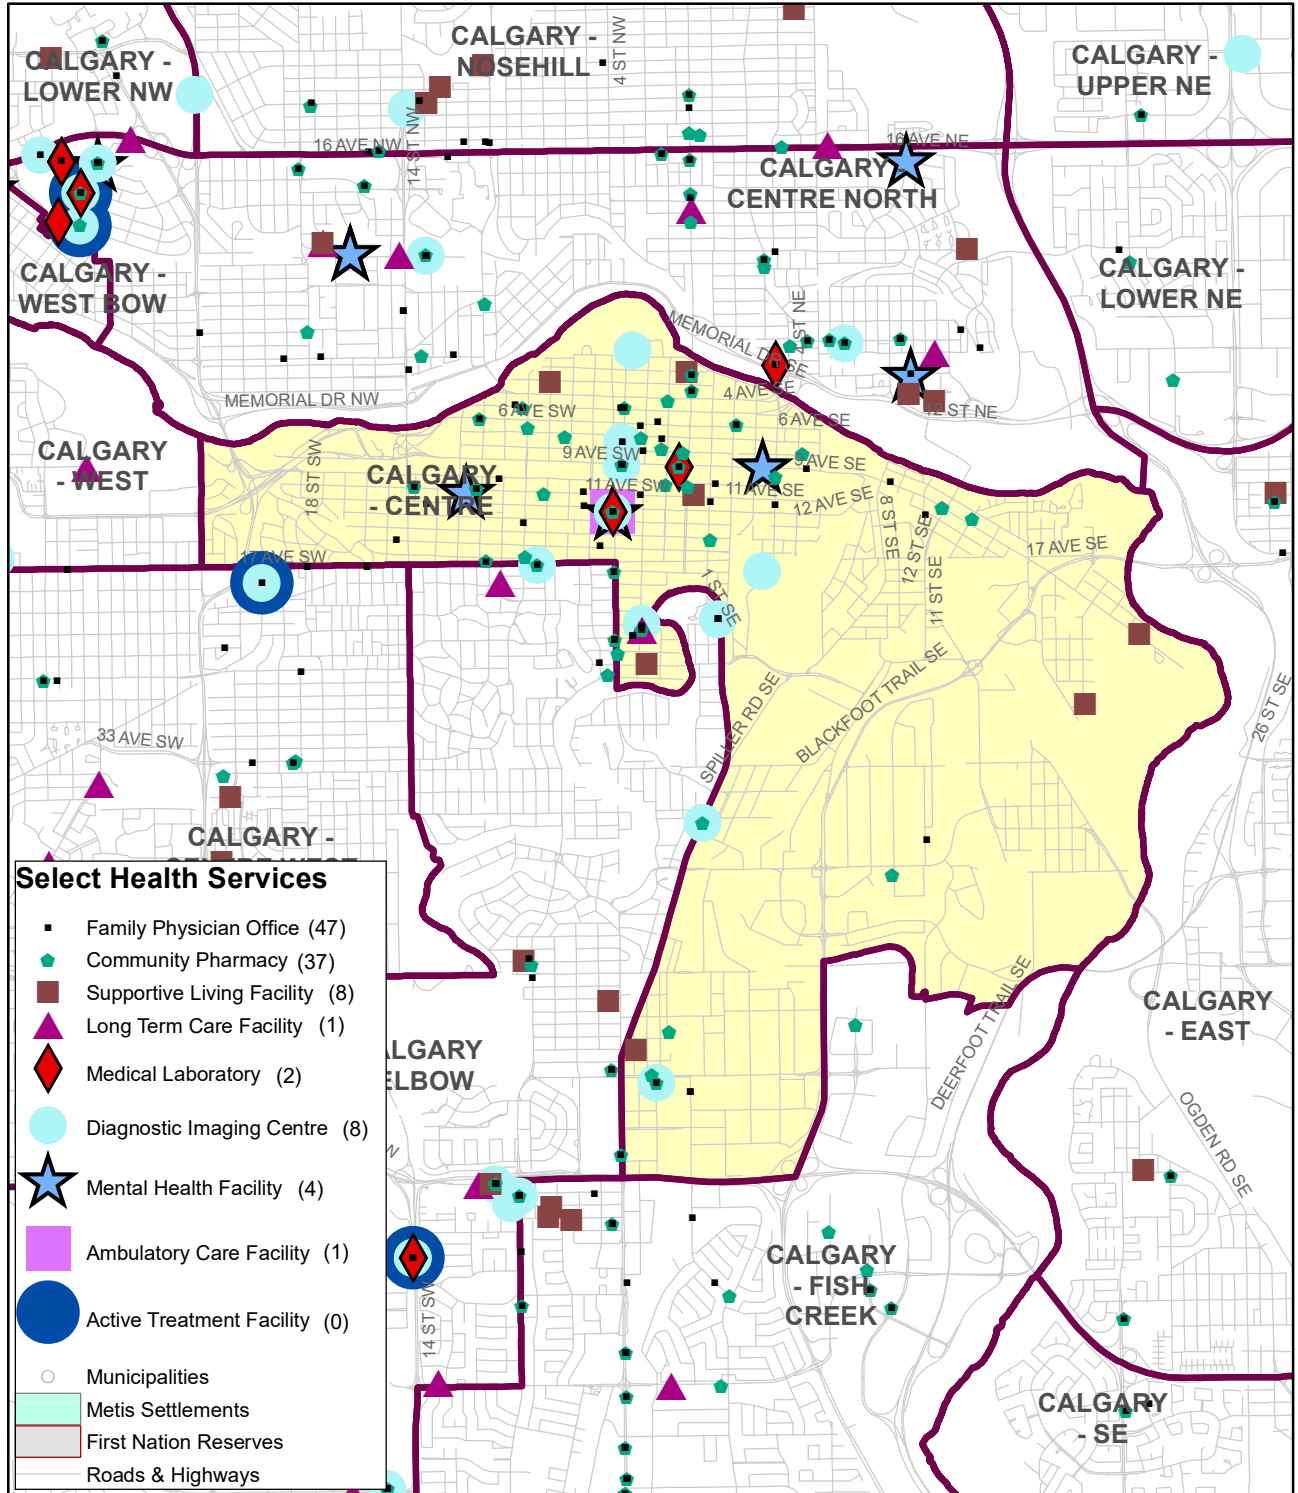 CALGARY -
NOSEHILL
4 ST NW
CALGARY -
LOWER NW
CALGARY -
UPPER NE
16 AVE NW
14 ST NW
16 AVE NE
CALGARY -
CENTRE NORTH
CALGARY -
WEST BOW
CALGARY -
LOWER NE
MEMORIAL DR SE
4 ST NE
MEMORIAL DR NW
4 AVE SE
12 ST NE
6 AVE SW
6 AVE SE
CALGARY
- WEST
18 ST SW
CALGARY
- CENTRE
9 AVE SW
9 AVE SE
11 AVE SW
11 AVE SE
12 AVE SE
8 ST SE
12 ST SE
11 ST SE
17 AVE SW
17 AVE SE
1 ST SE
33 AVE SW
SPILLER RD SE
BLACKFOOT TRAIL SE
26 ST SE
CALGARY -
Select Health Services
Family Physician Office (47)
Community Pharmacy (37)
Supportive Living Facility (8)
Long Term Care Facility (1)
Medical Laboratory (2)
Diagnostic Imaging Centre (8)
Mental Health Facility (4)
Ambulatory Care Facility (1)
Active Treatment Facility (0)
Municipalities
Metis Settlements
First Nation Reserves
Roads & Highways
ALGARY
ELBOW
DEERFOOT TRAIL SE
CALGARY
- EAST
OGDEN RD SE
14 ST SW
CALGARY
- FISH
CREEK
CALGARY
- SE